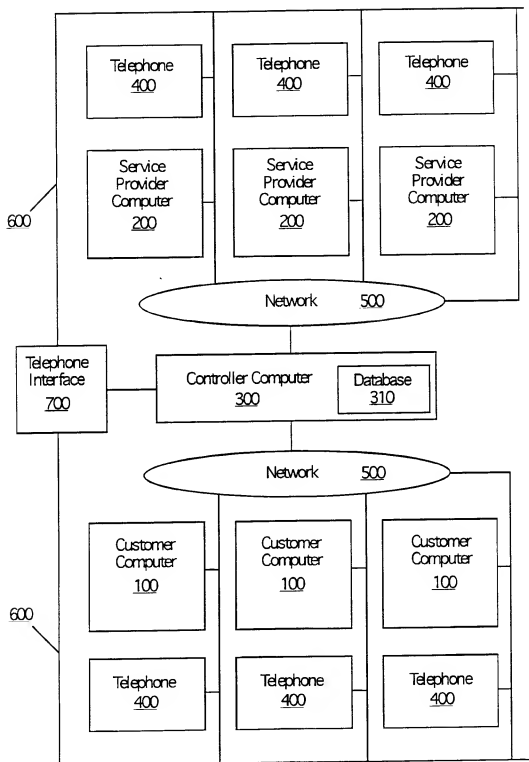 Telephone
400
Telephone
400
Telephone
400
Service
Provider
Computer
200
Service
Provider
Computer
200
Service
Provider
Computer
200
600
Network 500
Telephone
Interface
700
Controller Computer
300
Database
310
Network 500
Customer
Computer
100
Customer
Computer
100
Customer
Computer
100
600
Telephone
400
Telephone
400
Telephone
400